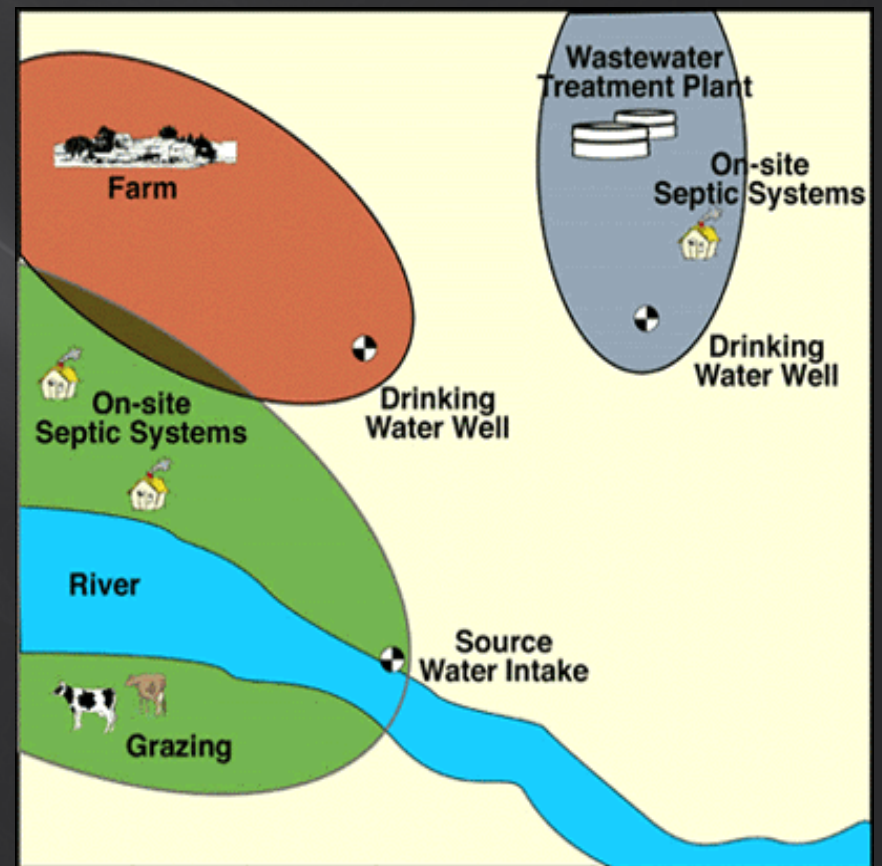 Wastewater
Treatment Plant
On-site
Septic Systems
Farm
Drinking
Water Well
Drinking
Water Well
On-site
Septic Systems
River
Source
Water Intake
Grazing